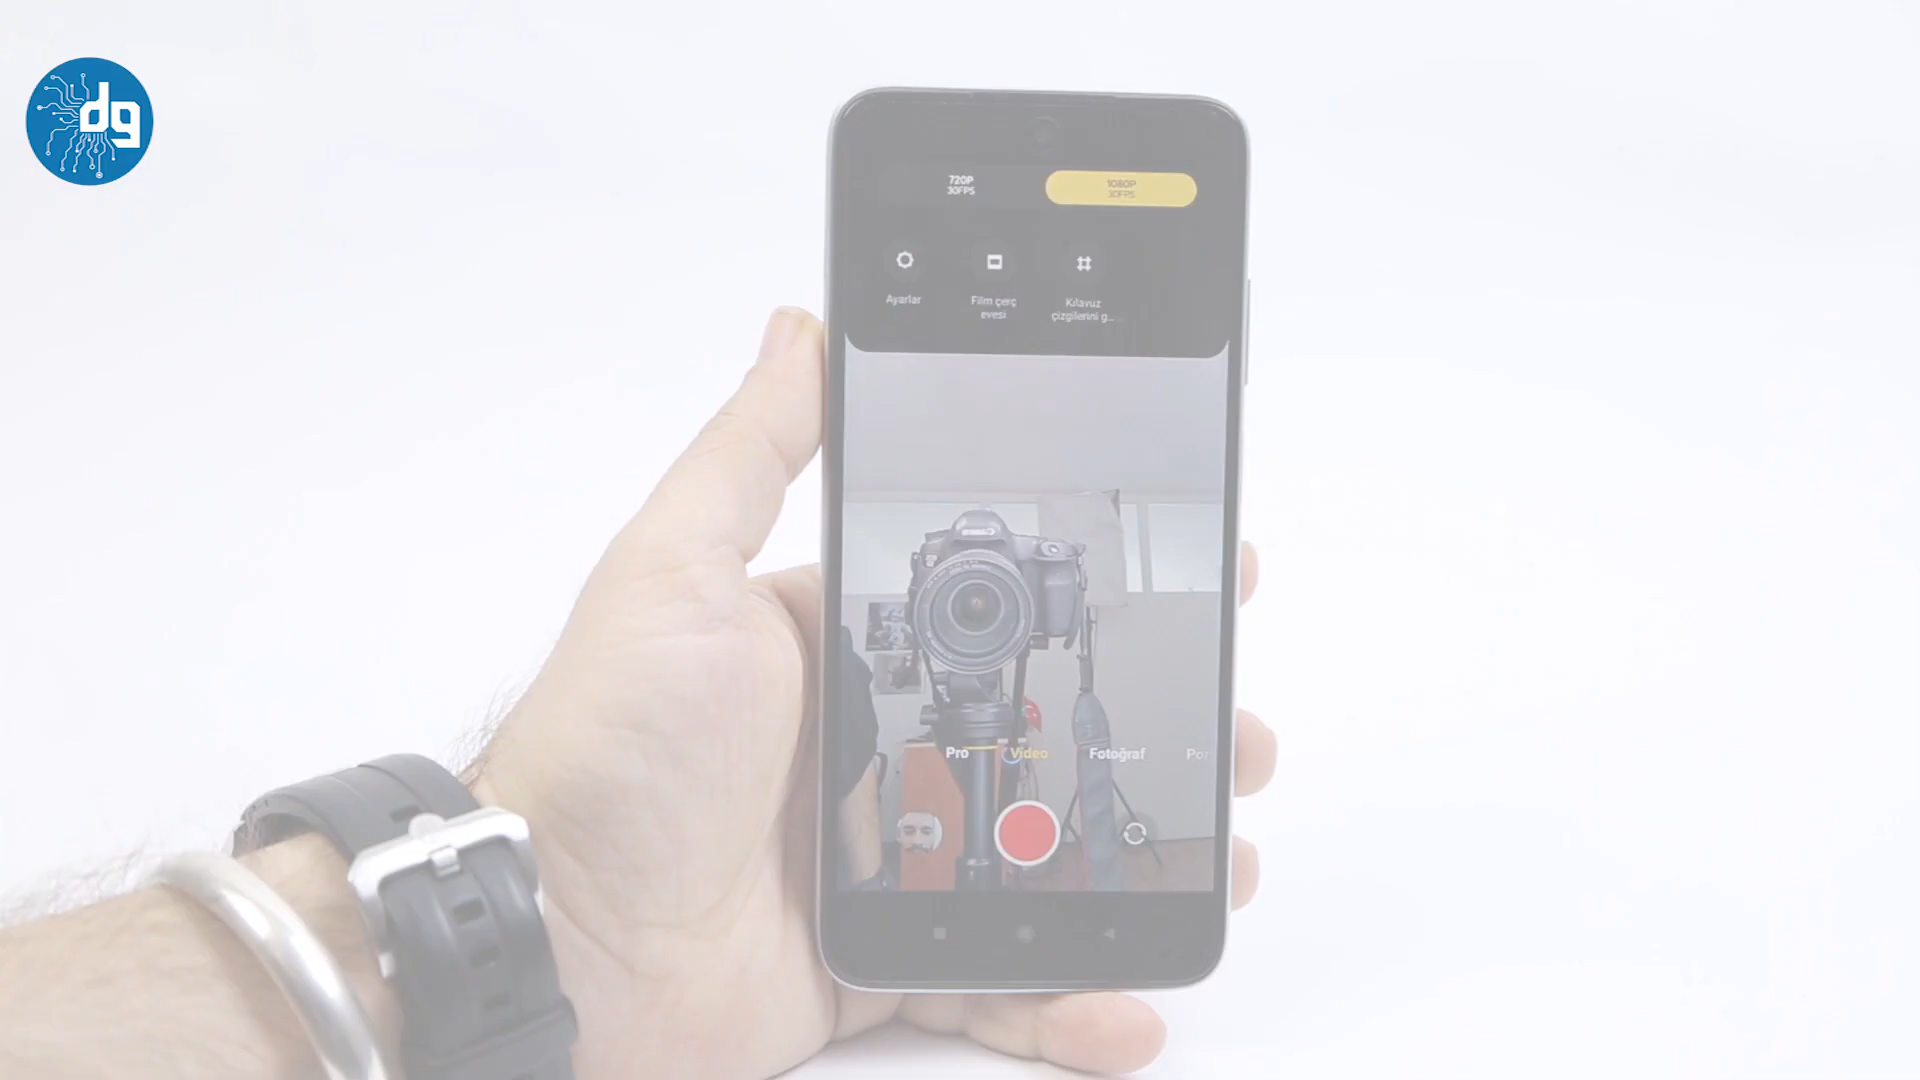 dg
720P
30FPS
1080P
30FPS
Ayarlar
Film çerç
evesi
Kılavuz
çizgilerini g...
Pro
Video
Fotoğraf
Por